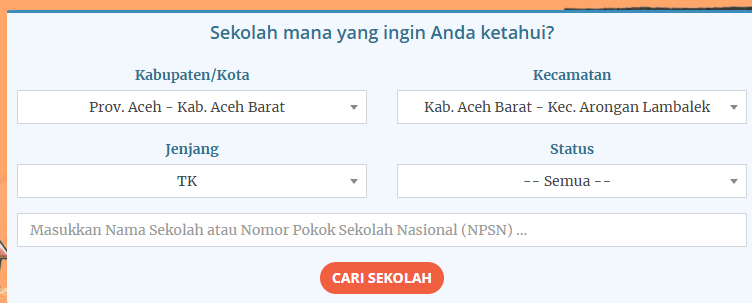 Sekolah mana yang ingin Anda ketahui?
Kabupaten/Kota
Kecamatan
Prov. Aceh - Kab. Aceh Barat
Kab. Aceh Barat - Kec. Arongan Lambalek
Jenjang
Status
TK
-- Semua --
Masukkan Nama Sekolah atau Nomor Pokok Sekolah Nasional (NPSN) ...
CARI SEKOLAH